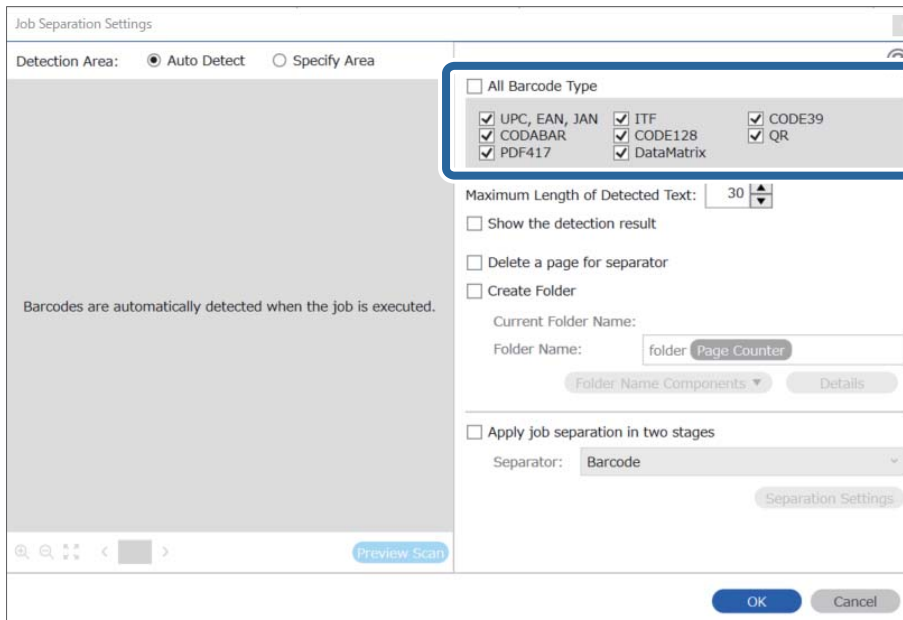 Job Separation Settings
Detection Area: Auto Detect Specify Area
All Barcode Type
UPC, EAN, JAN ITF CODE39
CODABAR CODE128 QR
PDF417 DataMatrix
Maximum Length of Detected Text: 30
Show the detection result
Delete a page for separator
Create Folder
Barcodes are automatically detected when the job is executed.
Current Folder Name:
Folder Name: folder Page Counter
Folder Name Components Details
Apply job separation in two stages
Separator: Barcode
Separation Settings
Preview Scan
OK Cancel